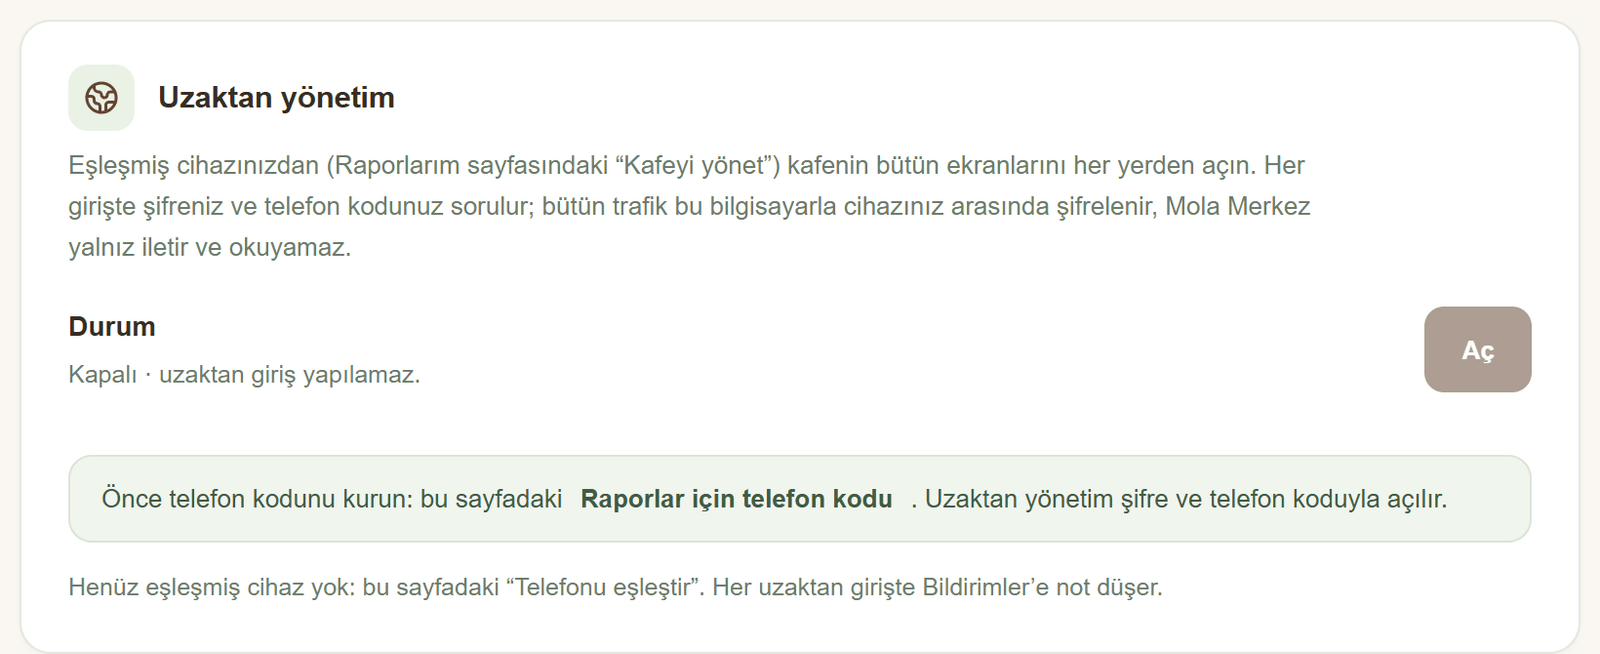 Uzaktan yönetim
Eşleşmiş cihazınızdan (Raporlarım sayfasındaki “Kafeyi yönet”) kafenin bütün ekranlarını her yerden açın. Her
girişte şifreniz ve telefon kodunuz sorulur; bütün trafik bu bilgisayarla cihazınız arasında şifrelenir, Mola Merkez
yalnız iletir ve okuyamaz.
Durum
Kapalı · uzaktan giriş yapılamaz.
Aç
Önce telefon kodunu kurun: bu sayfadaki Raporlar için telefon kodu . Uzaktan yönetim şifre ve telefon koduyla açılır.
Henüz eşleşmiş cihaz yok: bu sayfadaki “Telefonu eşleştir”. Her uzaktan girişte Bildirimler’e not düşer.